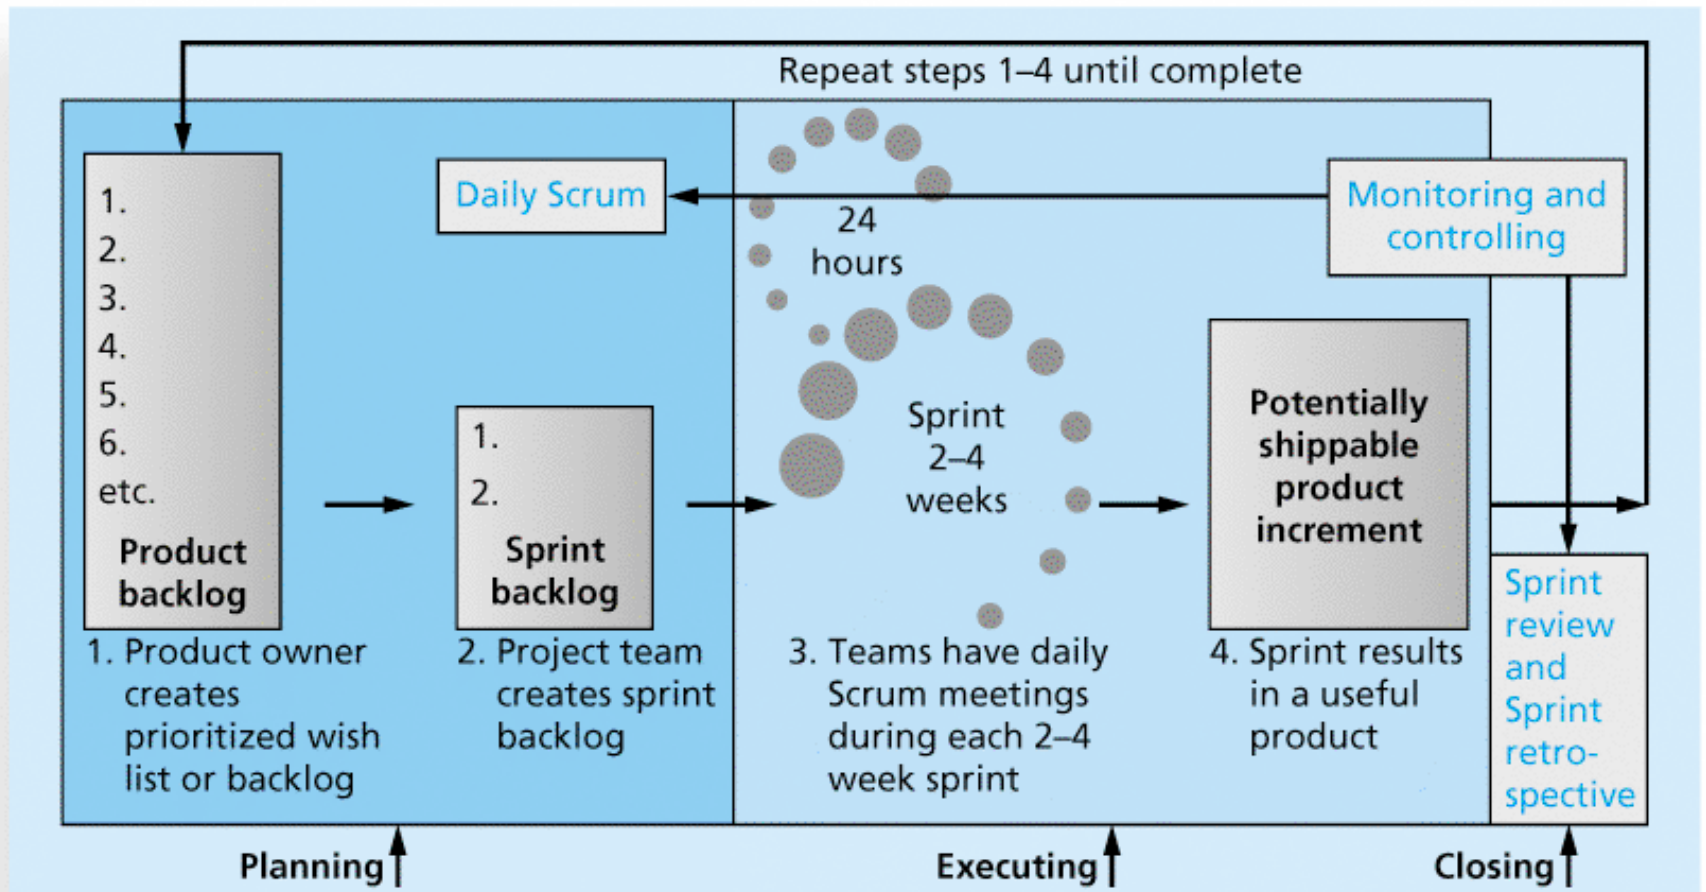 Repeat steps 1–4 until complete
1.
2.
3.
4.
5.
6.
etc.
Product
backlog
1. Product owner
creates
prioritized wish
list or backlog
Daily Scrum
1.
2.
Sprint
backlog
2. Project team
creates sprint
backlog
24
hours
Sprint
2–4
weeks
3. Teams have daily
Scrum meetings
during each 2–4
week sprint
Monitoring and
controlling
Potentially
shippable
product
increment
4. Sprint results
in a useful
product
Sprint
review
and
Sprint
retro-
spective
Planning
Executing
Closing